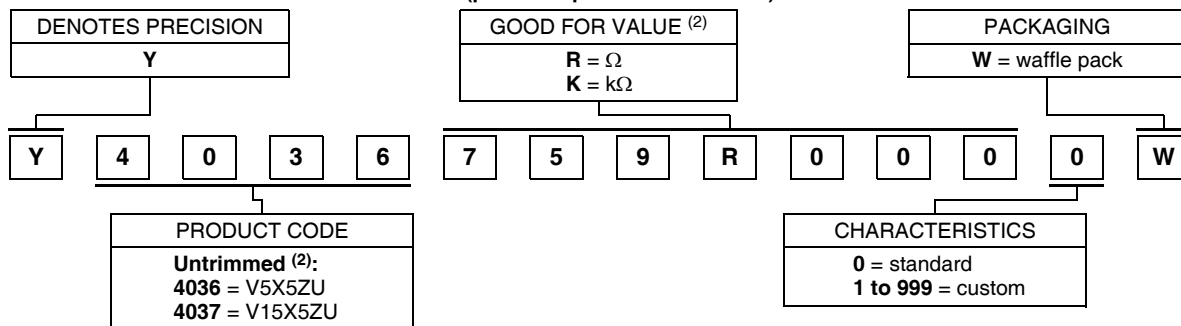 DENOTES PRECISION
Y
GOOD FOR VALUE (2)
R = Ω
K = kΩ
PACKAGING
W = waffle pack
Y 4 0 3 6 7 5 9 R 0 0 0 0 W
PRODUCT CODE
Untrimmed (2):
4036 = V5X5ZU
4037 = V15X5ZU
CHARACTERISTICS
0 = standard
1 to 999 = custom